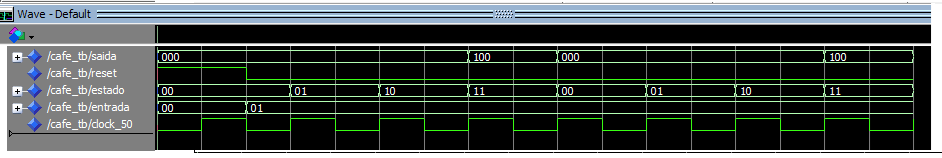 Wave - Default
/cafe_tb/saida 000 100 000 100
/cafe_tb/reset
/cafe_tb/estado 00 01 10 11 00 01 10 11
/cafe_tb/entrada 00 01
/cafe_tb/clock_50